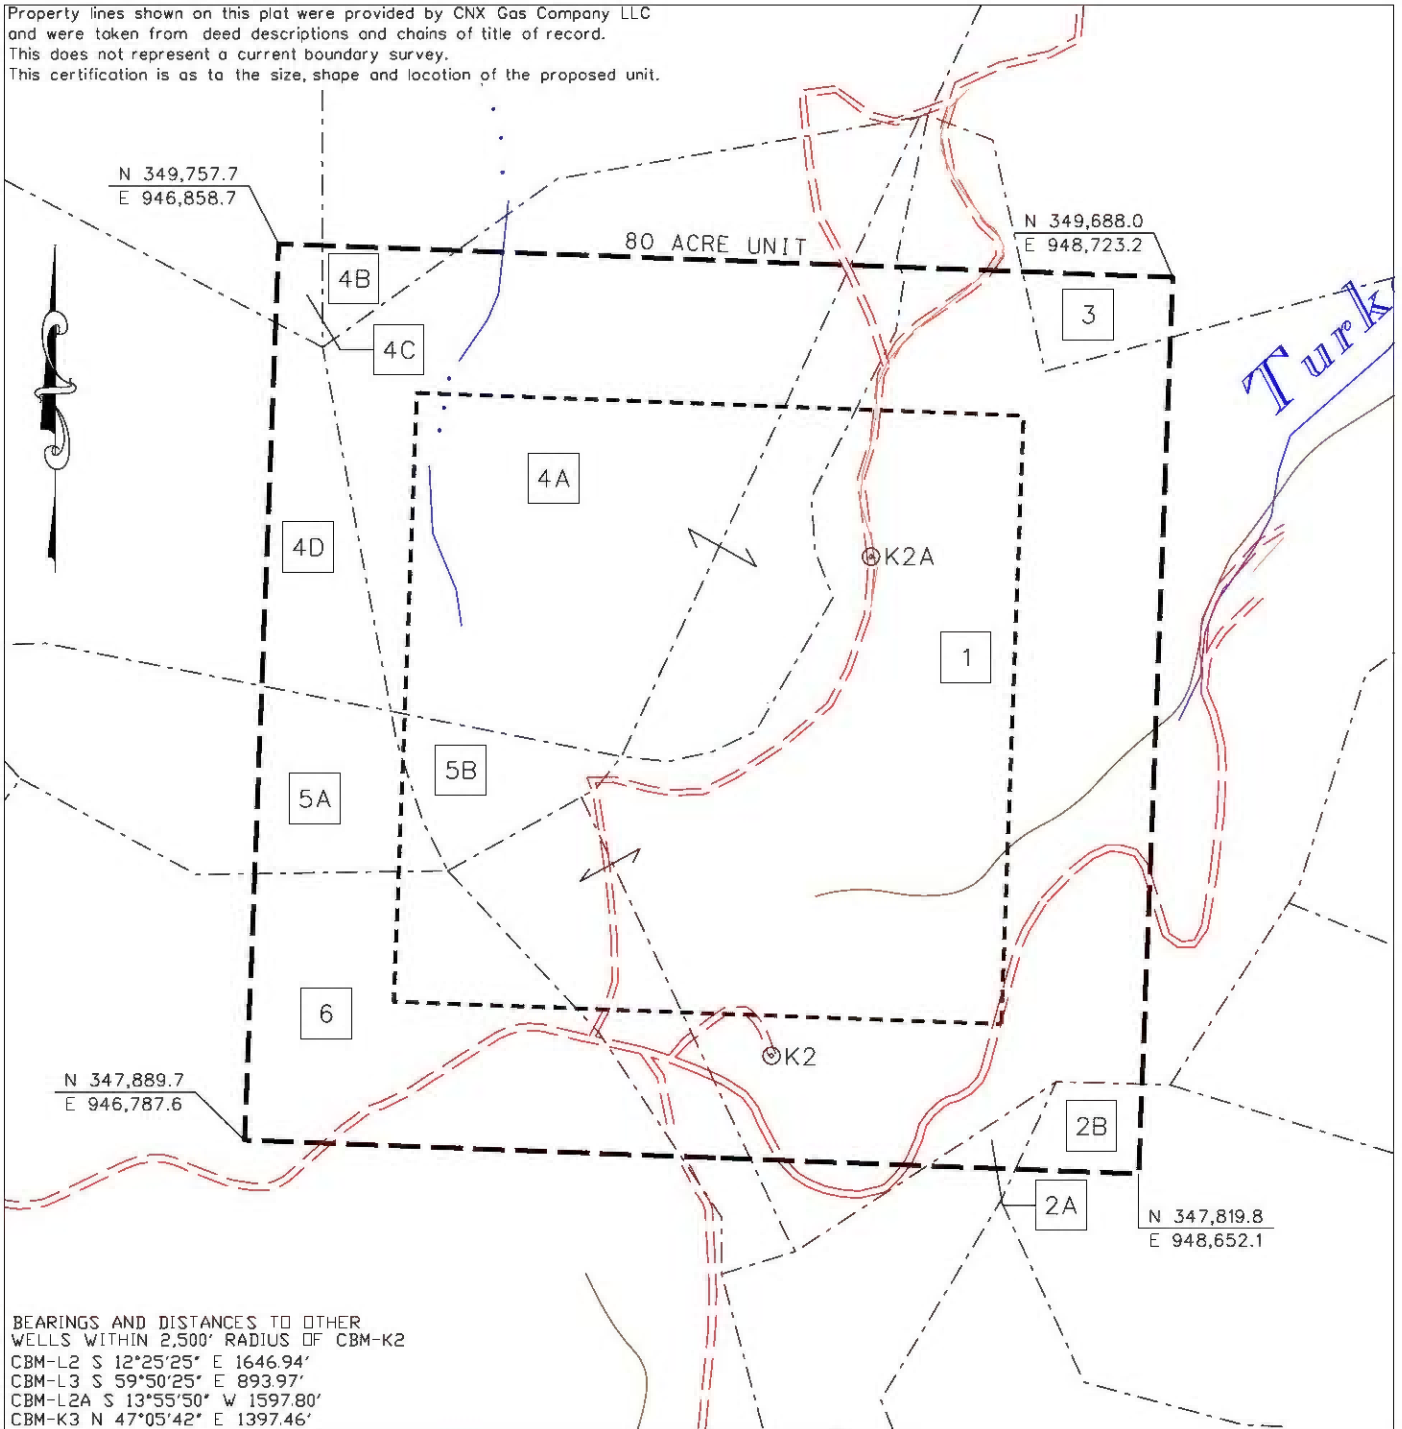 Property lines shown on this plat were provided by CNX Gas Company LLC
and were taken from deed descriptions and chains of title of record.
This does not represent a current boundary survey.
This certification is as to the size, shape and location of the proposed unit.
N 349,757.7
E 946,858.7
80 ACRE UNIT
N 349,688.0
E 948,723.2
4B
3
4C
Turk
4A
4D
K2A
1
5B
5A
6
K2
N 347,889.7
E 946,787.6
2B
2A
N 347,819.8
E 948,652.1
BEARINGS AND DISTANCES TO OTHER
WELLS WITHIN 2,500' RADIUS OF CBM-K2
CBM-L2 S 12°25'25" E 1646.94'
CBM-L3 S 59°50'25" E 893.97'
CBM-L2A S 13°55'50" W 1597.80'
CBM-K3 N 47°05'42" E 1397.46'